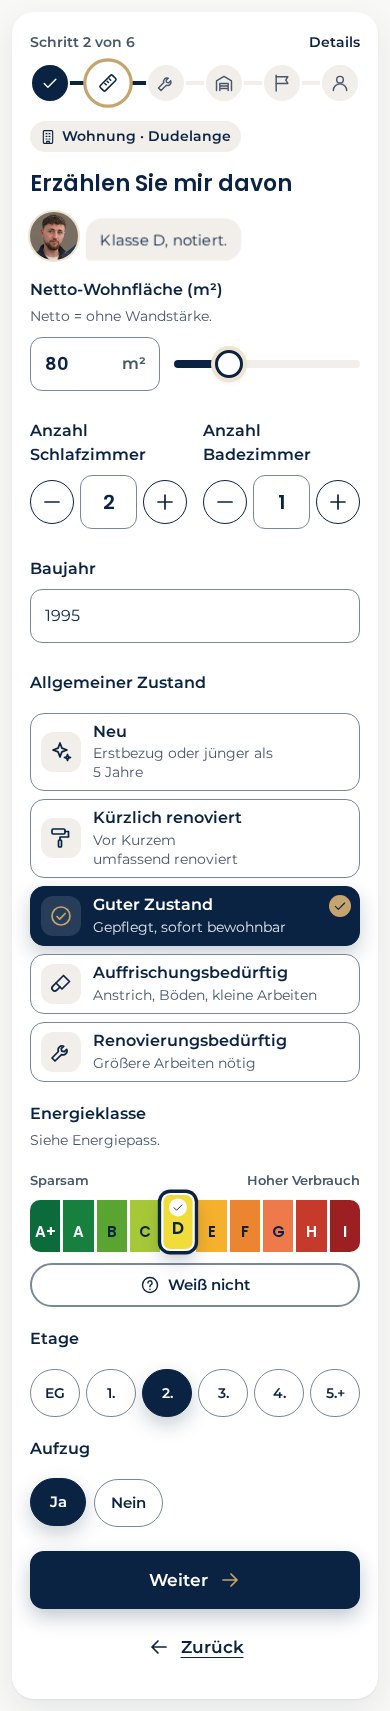 Schritt 2 von 6
Details
Wohnung · Dudelange
Erzählen Sie mir davon
Klasse D, notiert.
Netto-Wohnfläche (m²)
Netto = ohne Wandstärke.
80 m²
Anzahl
Schlafzimmer
Anzahl
Badezimmer
2
1
Baujahr
1995
Allgemeiner Zustand
Neu
Erstbezug oder jünger als
5 Jahre
Kürzlich renoviert
Vor Kurzem
umfassend renoviert
Guter Zustand
Gepflegt, sofort bewohnbar
Auffrischungsbedürftig
Anstrich, Böden, kleine Arbeiten
Renovierungsbedürftig
Größere Arbeiten nötig
Energieklasse
Siehe Energiepass.
Sparsam
Hoher Verbrauch
A+ A B C D E F G H I
Weiß nicht
Etage
EG 1. 2. 3. 4. 5.+
Aufzug
Ja Nein
Weiter
Zurück